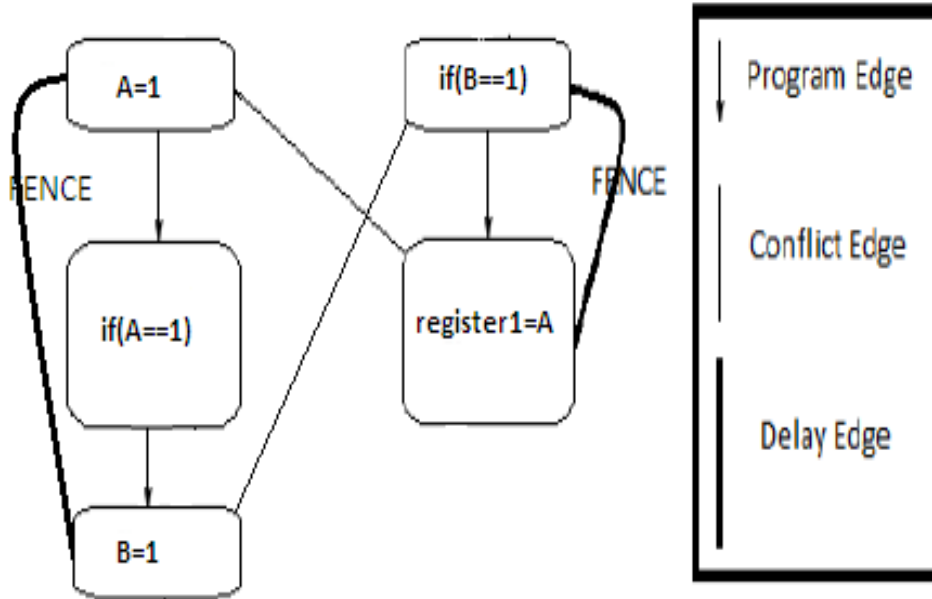 A=1
if(B==1)
FENCE
FENCE
if(A==1)
register1=A
B=1
Program Edge
Conflict Edge
Delay Edge